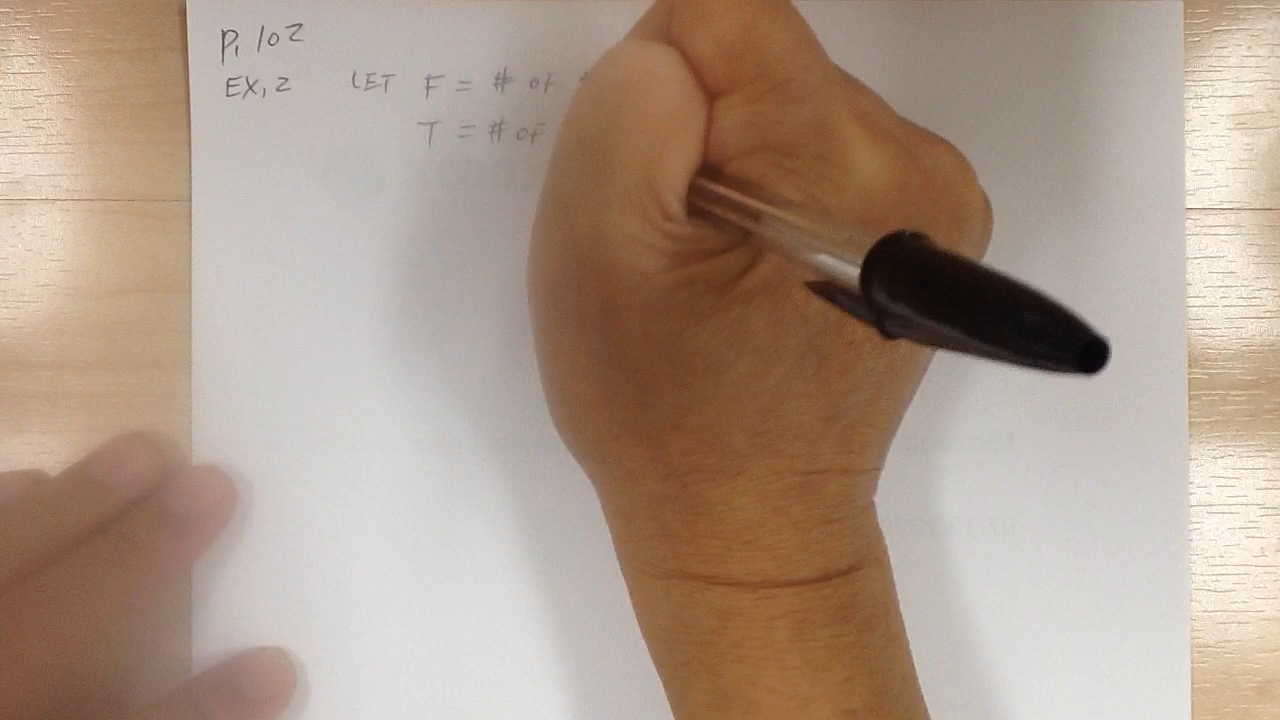 P. 102
EX. 2 LET F = # OF
T = # OF